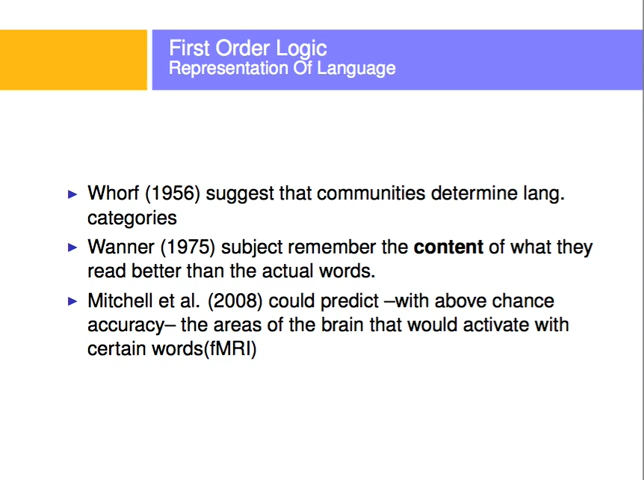 First Order Logic
Representation Of Language
▶ Whorf (1956) suggest that communities determine lang.
categories
▶ Wanner (1975) subject remember the content of what they
read better than the actual words.
▶ Mitchell et al. (2008) could predict –with above chance
accuracy– the areas of the brain that would activate with
certain words(fMRI)